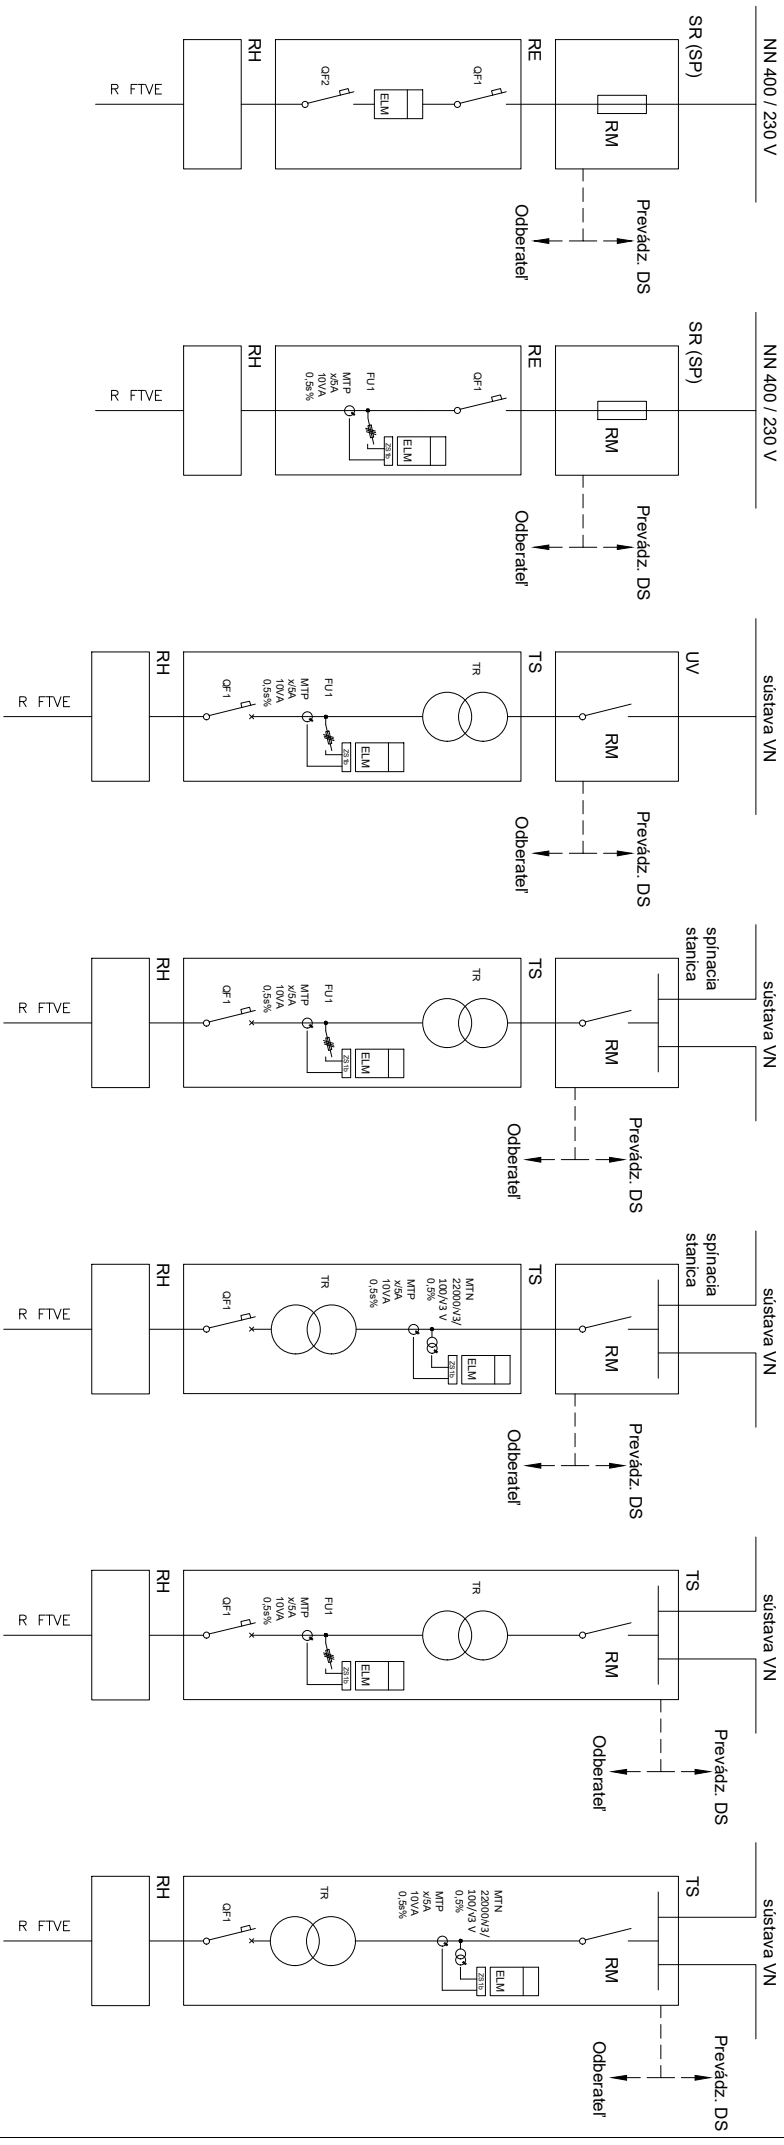 NN 400 / 230 V
SR (SP)
RM
Prevádz. DS
Odberateľ
RE
QF1
ELM
QF2
RH
R FTVE
NN 400 / 230 V
SR (SP)
RM
Prevádz. DS
Odberateľ
RE
QF1
FU1
MTP
x/5A
10VA
0,5s%
ELM
ZS1b
RH
R FTVE
sústava VN
UV
RM
Prevádz. DS
Odberateľ
TS
TR
FU1
MTP
x/5A
10VA
0,5s%
ELM
ZS1b
QF1
RH
R FTVE
sústava VN
spínacia
stanica
RM
Prevádz. DS
Odberateľ
TS
TR
FU1
MTP
x/5A
10VA
0,5s%
ELM
ZS1b
QF1
RH
R FTVE
sústava VN
spínacia
stanica
RM
Prevádz. DS
Odberateľ
TS
MTN
22000/√3/
100/√3 V
0,5%
MTP
x/5A
10VA
0,5s%
ELM
ZS1b
TR
QF1
RH
R FTVE
sústava VN
TS
RM
Prevádz. DS
Odberateľ
TR
FU1
MTP
x/5A
10VA
0,5s%
ELM
ZS1b
QF1
RH
R FTVE
sústava VN
TS
RM
Prevádz. DS
Odberateľ
MTN
22000/√3/
100/√3 V
0,5%
MTP
x/5A
10VA
0,5s%
ELM
ZS1b
TR
QF1
RH
R FTVE